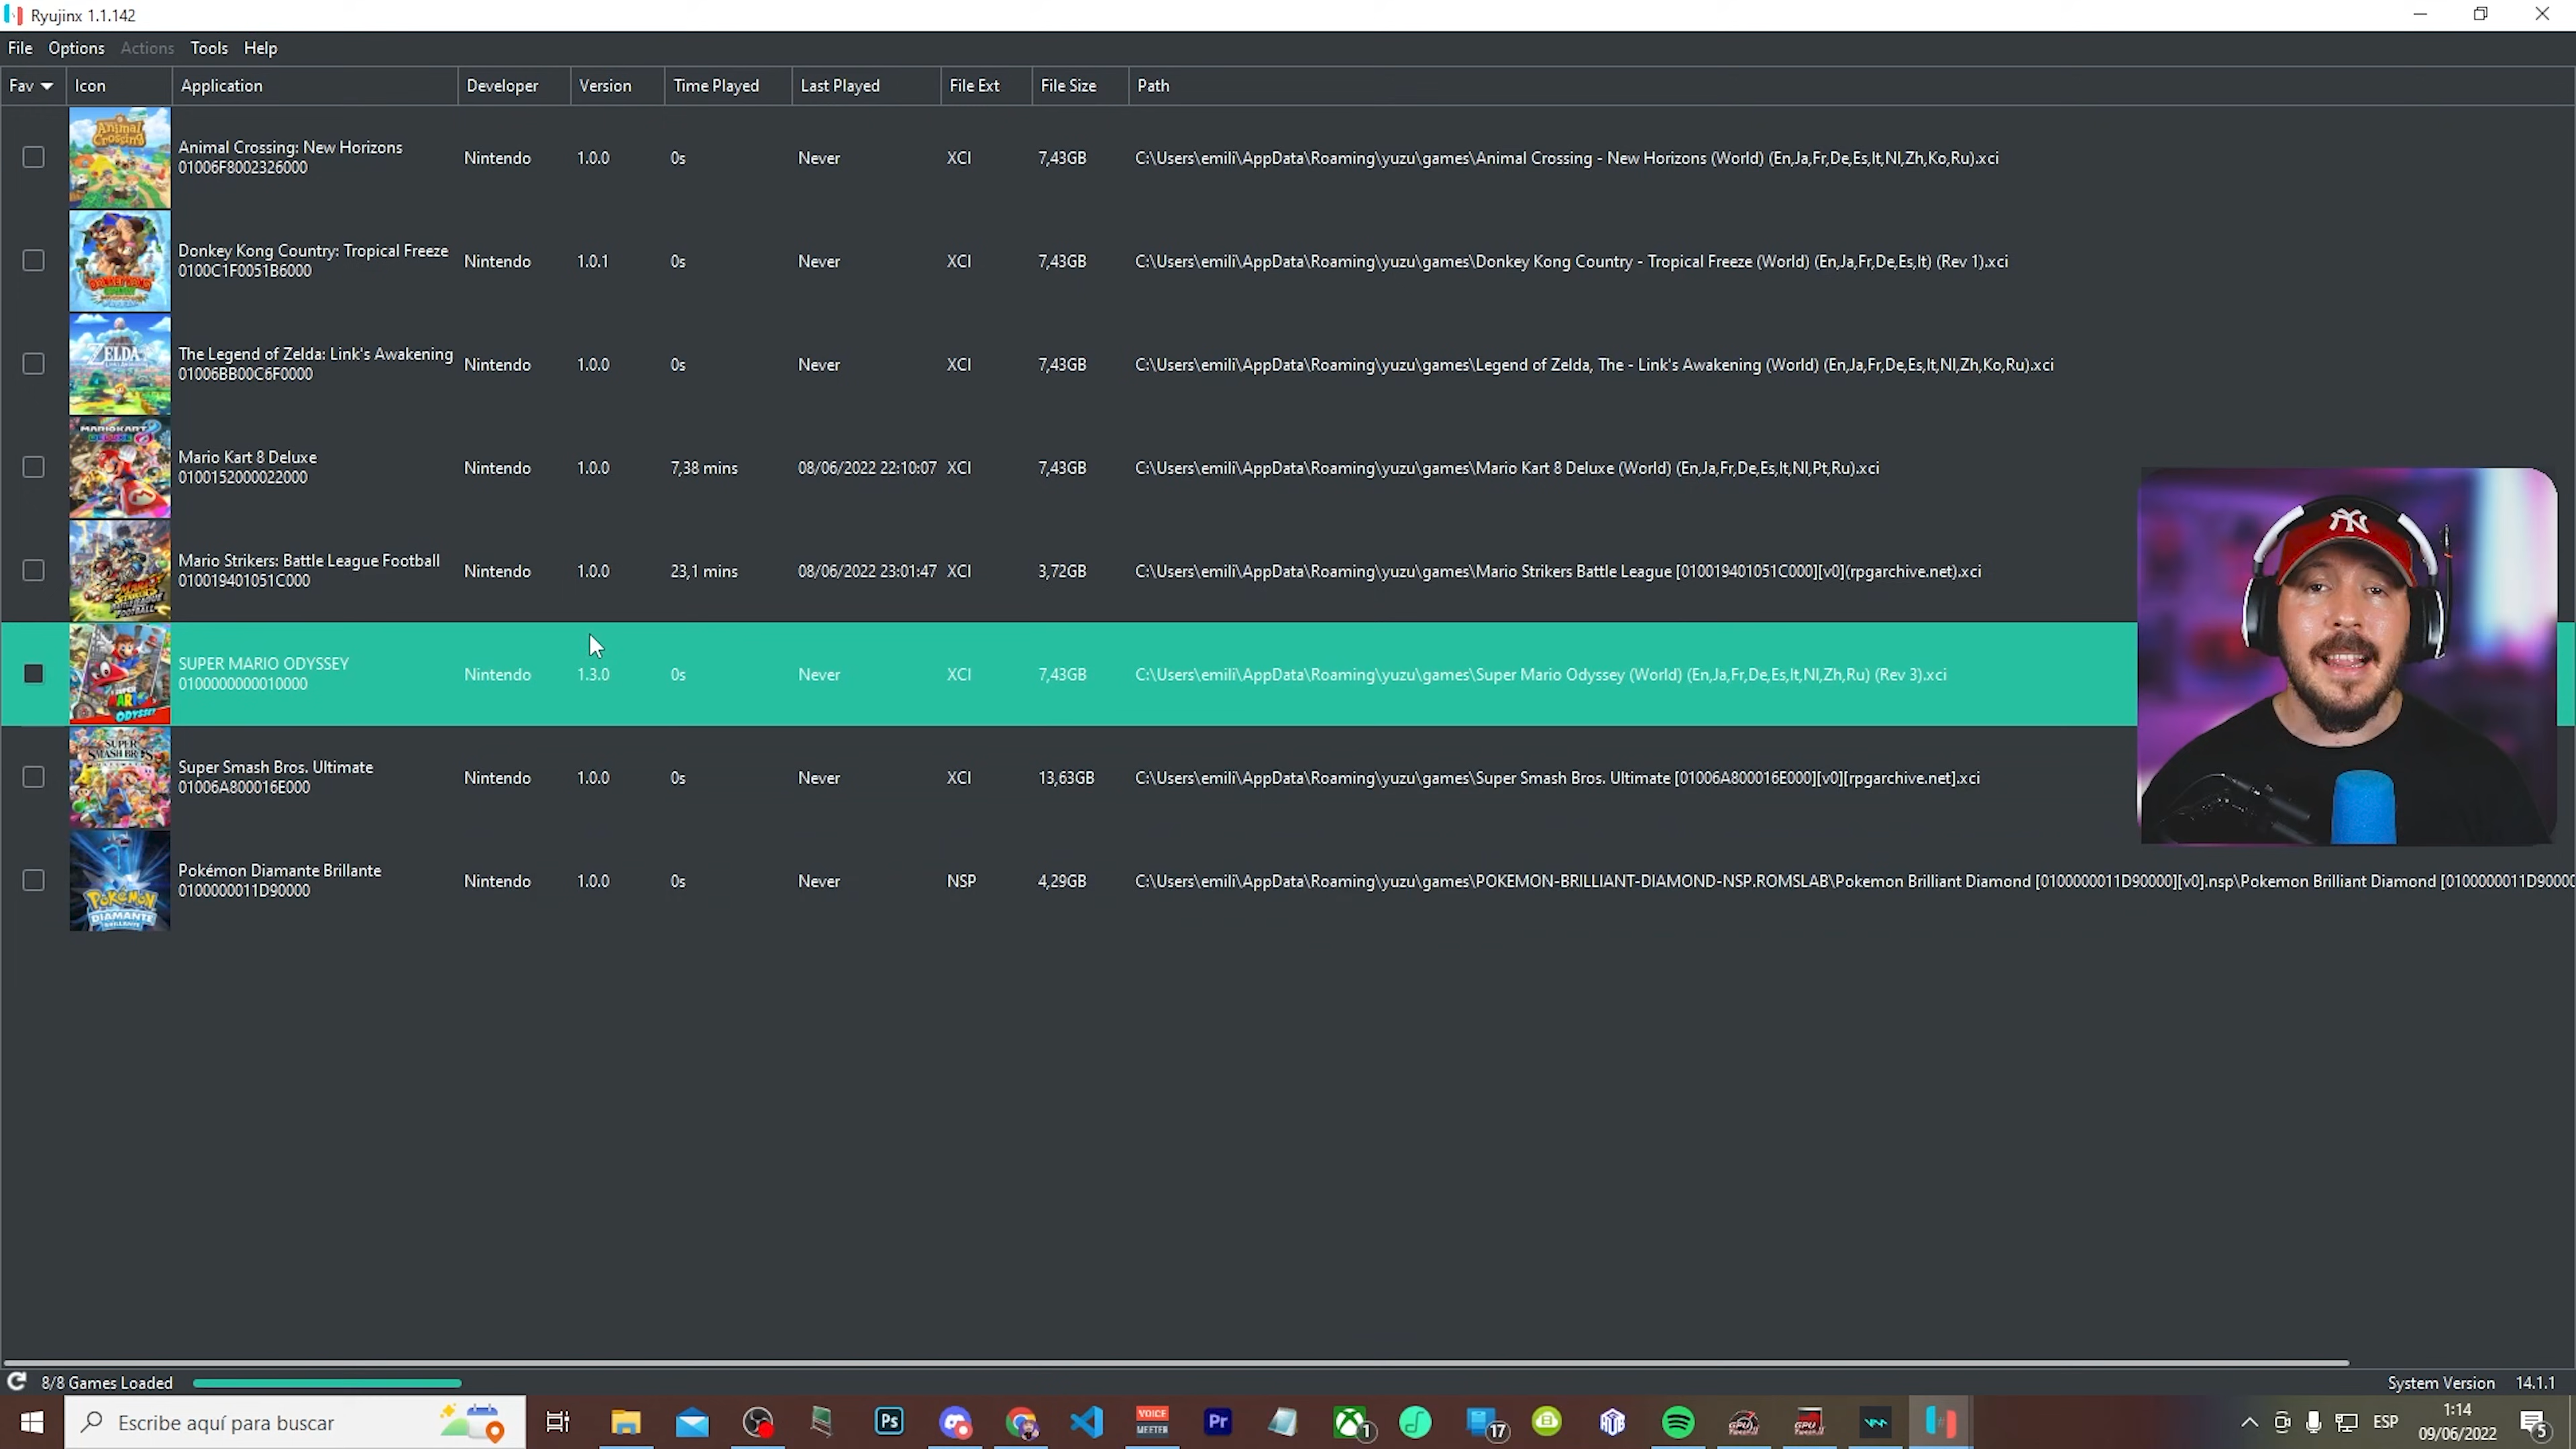 Ryujinx 1.1.142
File Options Actions Tools Help
Fav Icon Application Developer Version Time Played Last Played File Ext File Size Path
Animal Crossing: New Horizons
01006F8002326000
Nintendo 1.0.0 0s Never XCI 7,43GB C:\Users\emili\AppData\Roaming\yuzu\games\Animal Crossing - New Horizons (World) (En,Ja,Fr,De,Es,It,Nl,Zh,Ko,Ru).xci
Donkey Kong Country: Tropical Freeze
0100C1F0051B6000
Nintendo 1.0.1 0s Never XCI 7,43GB C:\Users\emili\AppData\Roaming\yuzu\games\Donkey Kong Country - Tropical Freeze (World) (En,Ja,Fr,De,Es,It) (Rev 1).xci
ZELDA
The Legend of Zelda: Link's Awakening
01006BB00C6F0000
Nintendo 1.0.0 0s Never XCI 7,43GB C:\Users\emili\AppData\Roaming\yuzu\games\Legend of Zelda, The - Link's Awakening (World) (En,Ja,Fr,De,Es,It,Nl,Zh,Ko,Ru).xci
Mario Kart 8 Deluxe
0100152000022000
Nintendo 1.0.0 7,38 mins 08/06/2022 22:10:07 XCI 7,43GB C:\Users\emili\AppData\Roaming\yuzu\games\Mario Kart 8 Deluxe (World) (En,Ja,Fr,De,Es,It,Nl,Pt,Ru).xci
Mario Strikers: Battle League Football
010019401051C000
Nintendo 1.0.0 23,1 mins 08/06/2022 23:01:47 XCI 3,72GB C:\Users\emili\AppData\Roaming\yuzu\games\Mario Strikers Battle League [010019401051C000][v0](rpgarchive.net).xci
SUPER MARIO ODYSSEY
0100000000010000
Nintendo 1.3.0 0s Never XCI 7,43GB C:\Users\emili\AppData\Roaming\yuzu\games\Super Mario Odyssey (World) (En,Ja,Fr,De,Es,It,Nl,Zh,Ru) (Rev 3).xci
Super Smash Bros. Ultimate
01006A800016E000
Nintendo 1.0.0 0s Never XCI 13,63GB C:\Users\emili\AppData\Roaming\yuzu\games\Super Smash Bros. Ultimate [01006A800016E000][v0][rpgarchive.net].xci
POKÉMON
DIAMANTE
BRILLANTE
Pokémon Diamante Brillante
0100000011D90000
Nintendo 1.0.0 0s Never NSP 4,29GB C:\Users\emili\AppData\Roaming\yuzu\games\POKEMON-BRILLIANT-DIAMOND-NSP.ROMSLAB\Pokemon Brilliant Diamond [0100000011D90000][v0].nsp\Pokemon Brilliant Diamond [0100000011D9000
NY
8/8 Games Loaded
System Version 14.1.1
Escribe aquí para buscar
Ps
VOICE
MEETER
Pr
1
17
ESP
1:14
09/06/2022
5